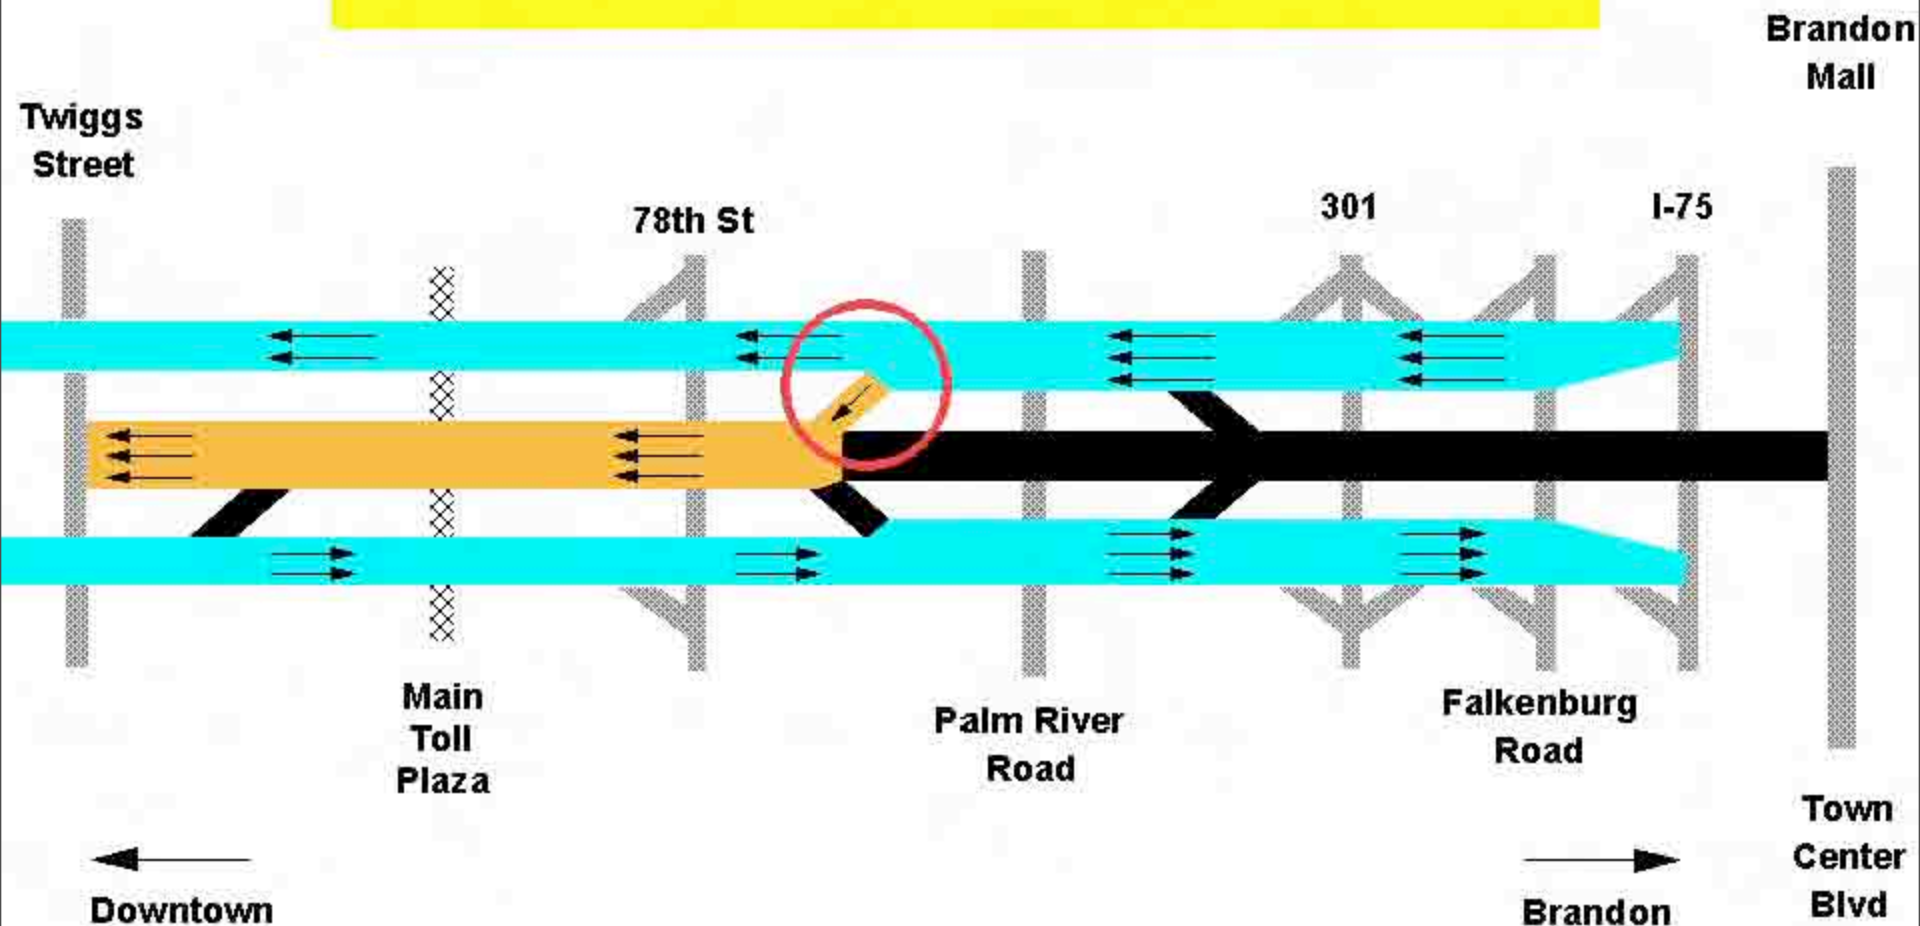 Brandon
Mall
Twiggs
Street
78th St
301
I-75
Main
Toll
Plaza
Palm River
Road
Falkenburg
Road
Town
Center
Blvd
Downtown
Brandon